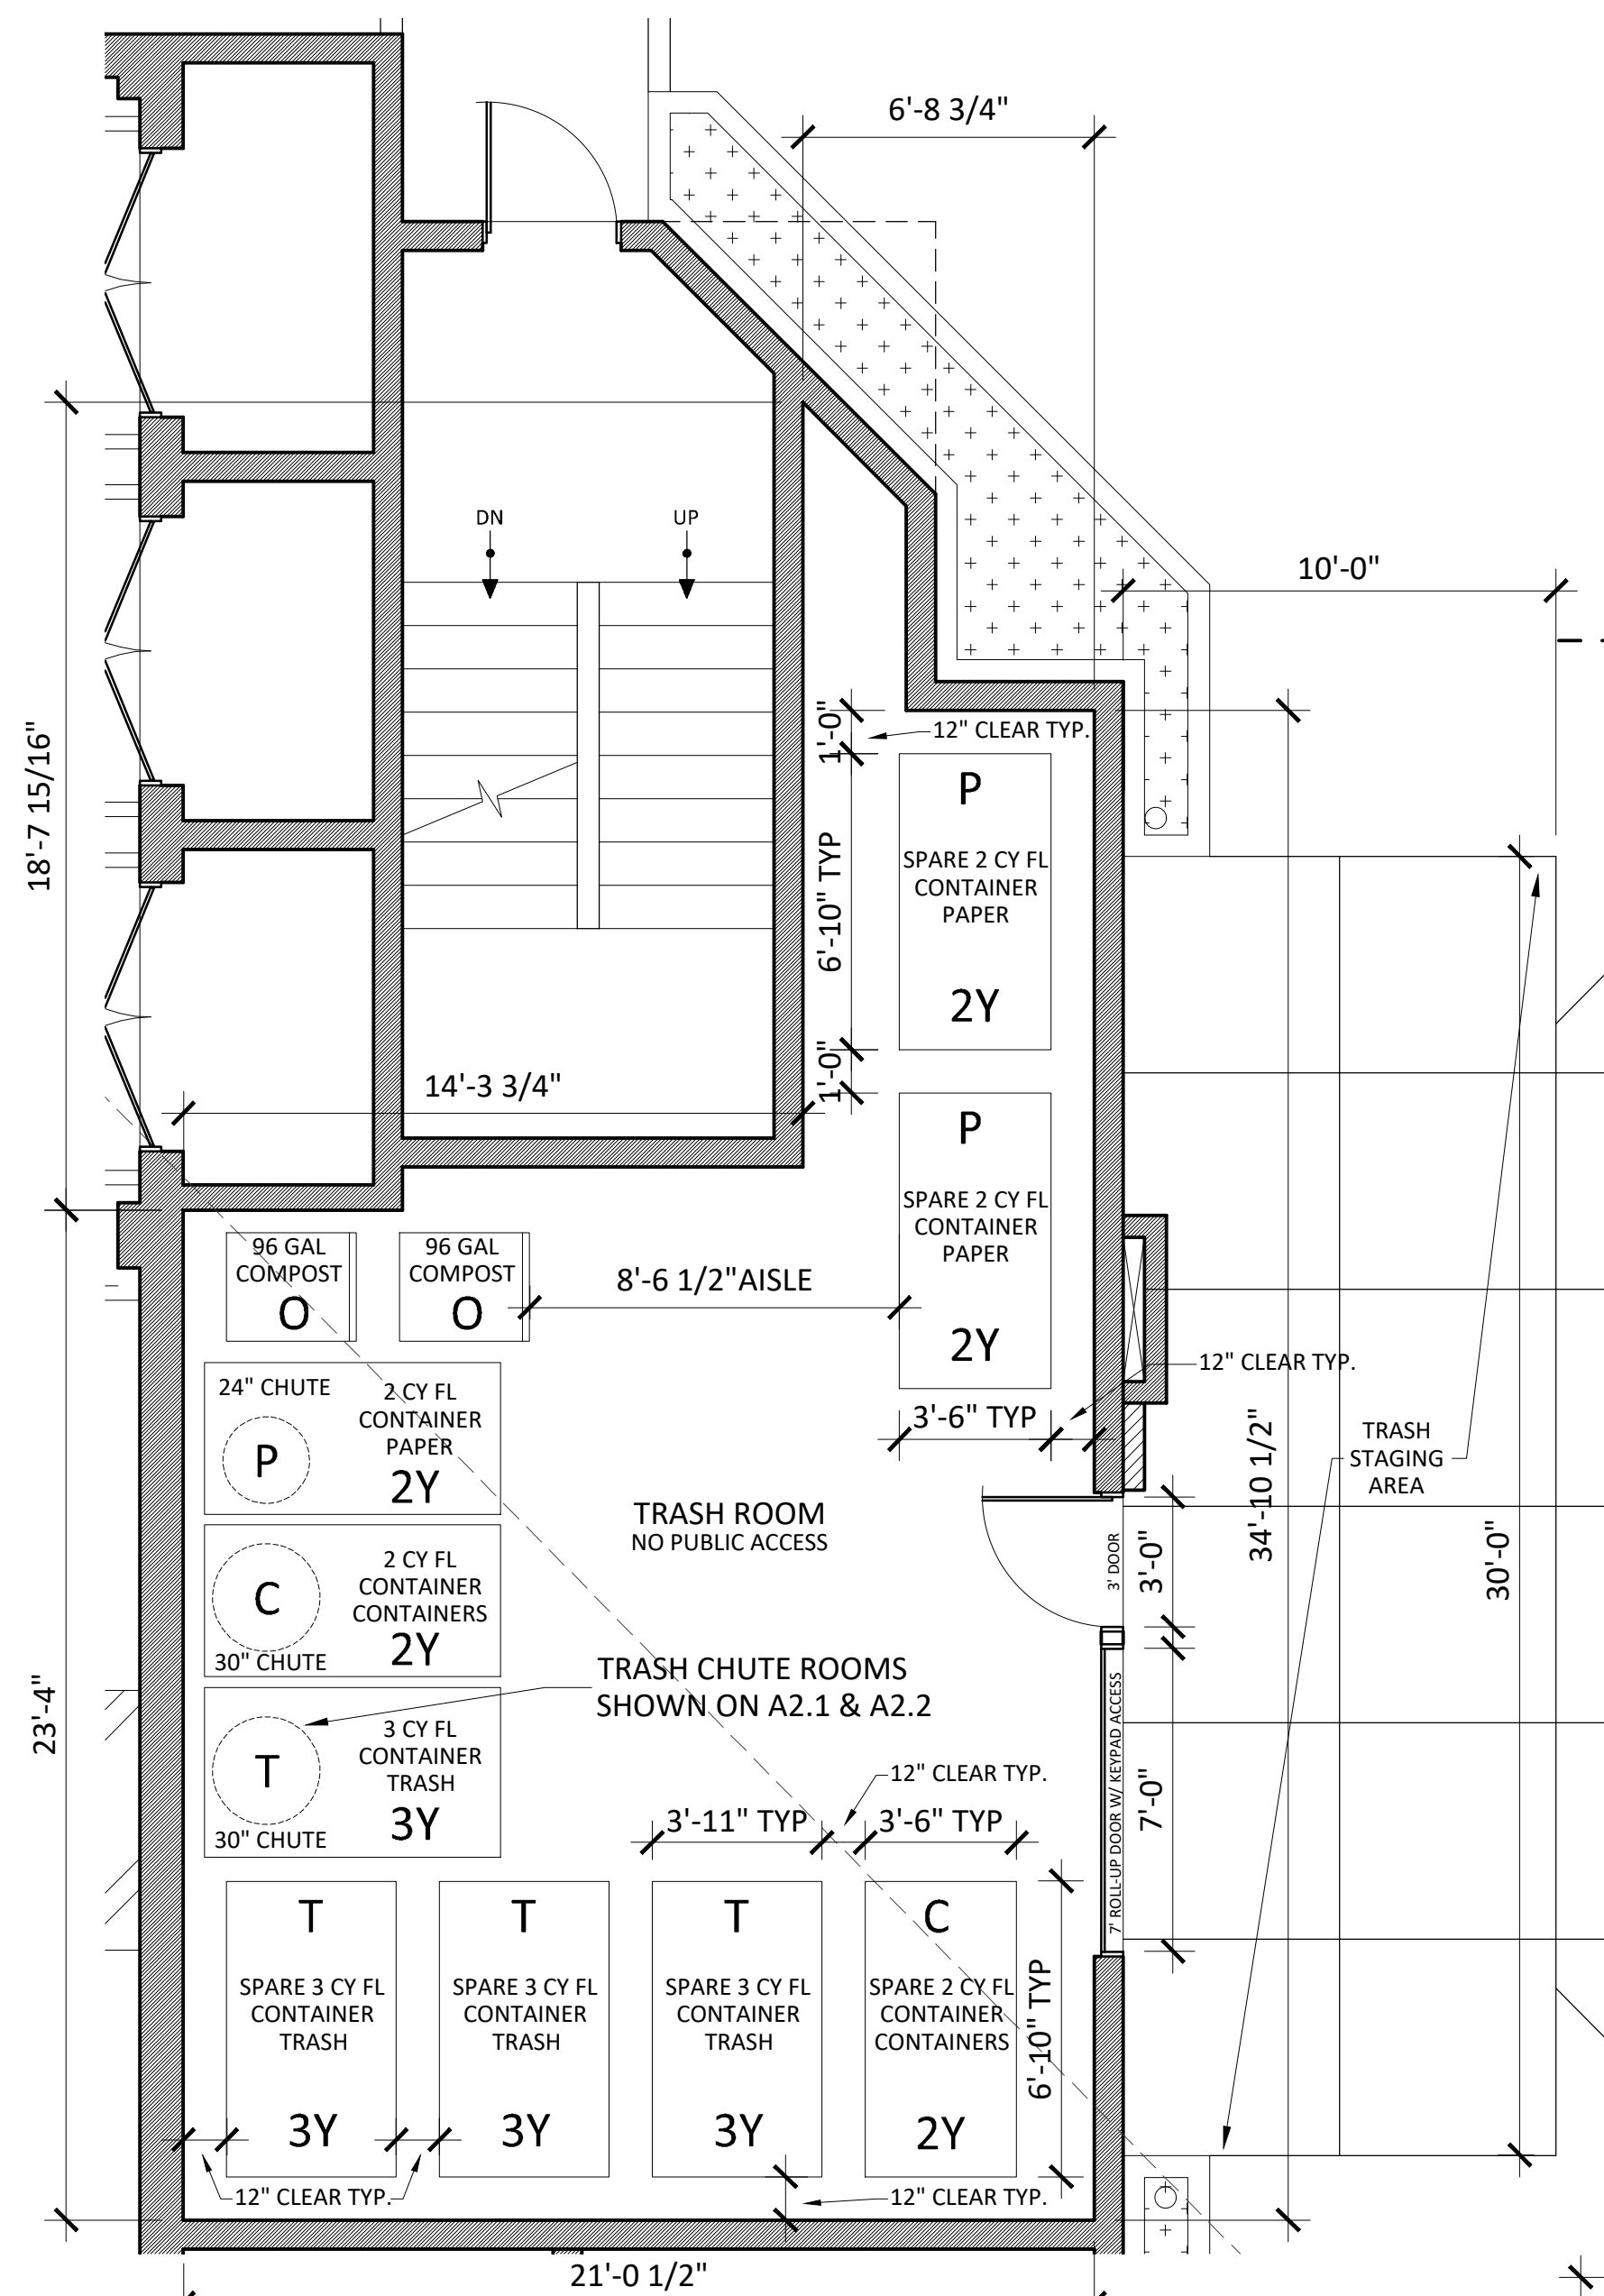 6'-8 3/4"
10'-0"
DN
UP
18'-7 15/16"
1'-0"
12" CLEAR TYP.
P
SPARE 2 CY FL
CONTAINER
PAPER
2Y
6'-10" TYP
1'-0"
14'-3 3/4"
P
SPARE 2 CY FL
CONTAINER
PAPER
2Y
96 GAL
COMPOST
O
96 GAL
COMPOST
O
8'-6 1/2"AISLE
12" CLEAR TYP.
3'-6" TYP
24" CHUTE
P
2 CY FL
CONTAINER
PAPER
2Y
TRASH
STAGING
AREA
34'-10 1/2"
30'-0"
TRASH ROOM
NO PUBLIC ACCESS
3' DOOR
3'-0"
C
2 CY FL
CONTAINER
CONTAINERS
2Y
30" CHUTE
TRASH CHUTE ROOMS
SHOWN ON A2.1 & A2.2
23'-4"
T
3 CY FL
CONTAINER
TRASH
3Y
30" CHUTE
7' ROLL-UP DOOR W/ KEYPAD ACCESS
7'-0"
12" CLEAR TYP.
3'-11" TYP
3'-6" TYP
T
SPARE 3 CY FL
CONTAINER
TRASH
3Y
T
SPARE 3 CY FL
CONTAINER
TRASH
3Y
T
SPARE 3 CY FL
CONTAINER
TRASH
3Y
C
SPARE 2 CY FL
CONTAINER
CONTAINERS
2Y
6'-10" TYP
12" CLEAR TYP.
12" CLEAR TYP.
21'-0 1/2"